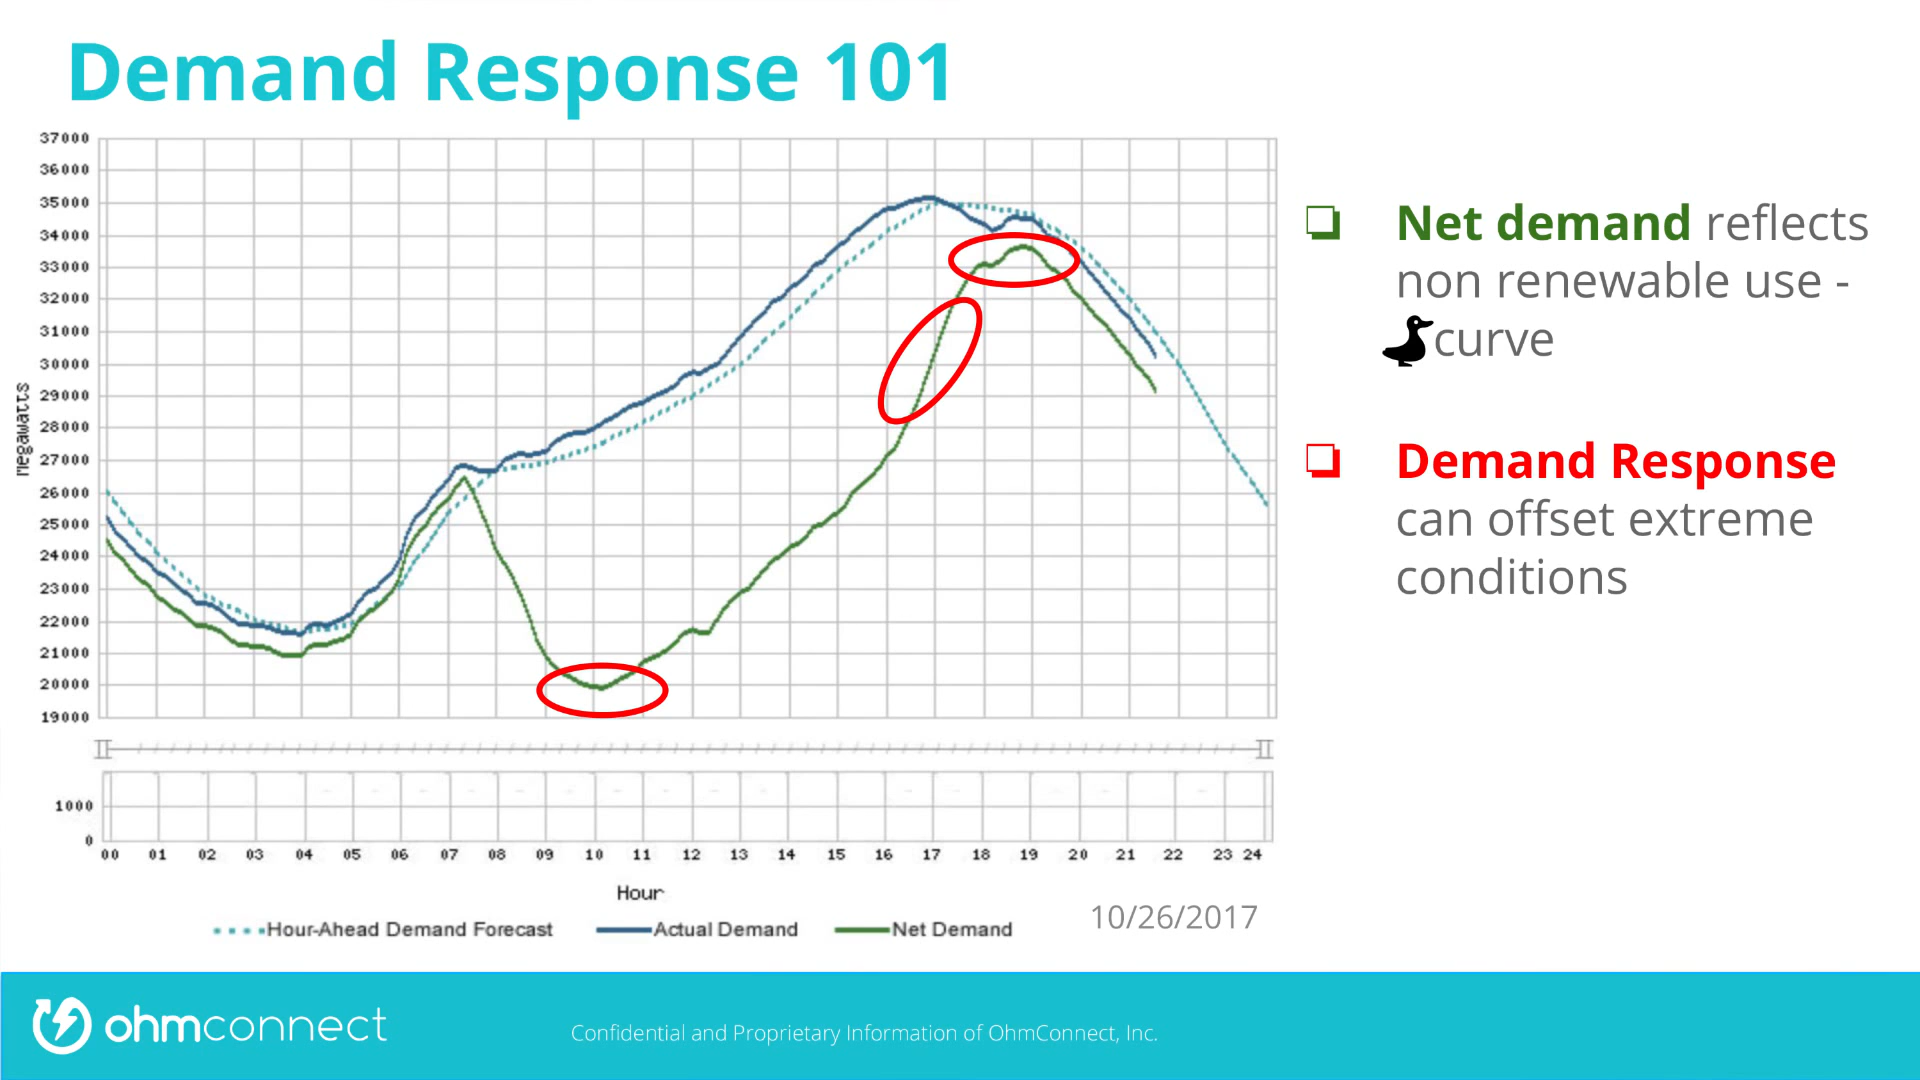 Demand Response 101
37000
36000
35000
34000
33000
32000
31000
30000
29000
28000
27000
26000
25000
24000
23000
22000
21000
20000
19000
Megawatts
1000
0
00 01 02 03 04 05 06 07 08 09 10 11 12 13 14 15 16 17 18 19 20 21 22 23 24
Hour
Hour-Ahead Demand Forecast Actual Demand Net Demand
10/26/2017
Net demand reflects
non renewable use -
curve
Demand Response
can offset extreme
conditions
ohmconnect
Confidential and Proprietary Information of OhmConnect, Inc.